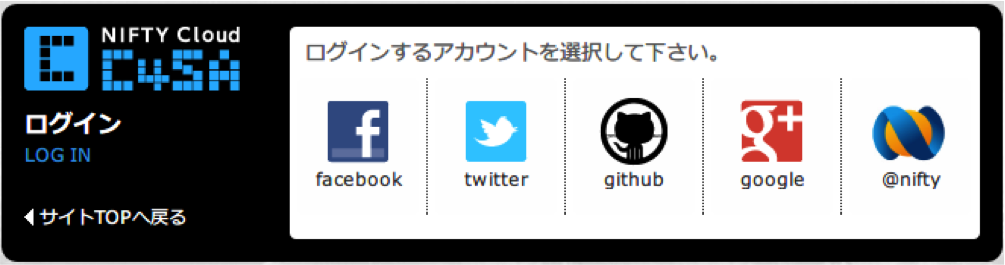 NIFTY Cloud
C4SA
ログイン
LOG IN
サイトTOPへ戻る
ログインするアカウントを選択して下さい。
facebook
twitter
github
google
@nifty